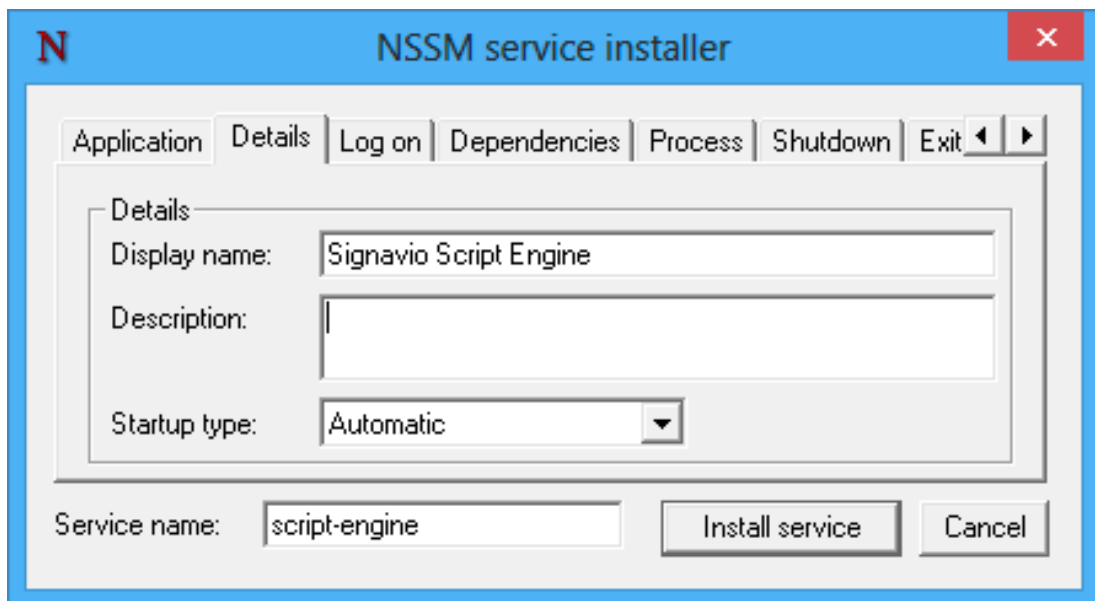 N NSSM service installer
Application Details Log on Dependencies Process Shutdown Exit
Details
Display name: Signavio Script Engine
Description:
Startup type: Automatic
Service name: script-engine Install service Cancel